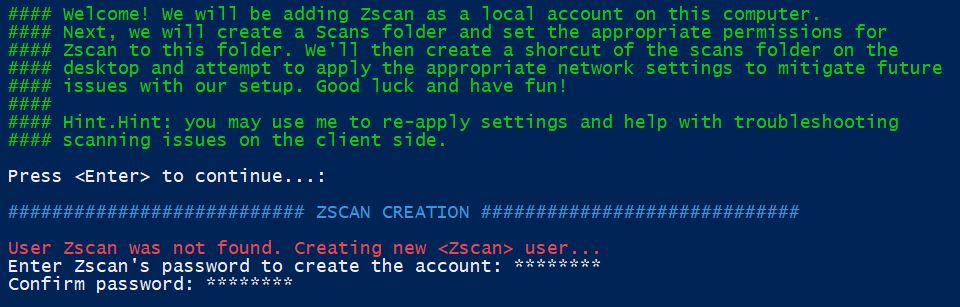 #### Welcome! We will be adding Zscan as a local account on this computer.
#### Next, we will create a Scans folder and set the appropriate permissions for
#### Zscan to this folder. We'll then create a shorcut of the scans folder on the
#### desktop and attempt to apply the appropriate network settings to mitigate future
#### issues with our setup. Good luck and have fun!
####
#### Hint.Hint: you may use me to re-apply settings and help with troubleshooting
#### scanning issues on the client side.
Press <Enter> to continue...:
########################### ZSCAN CREATION #############################
User Zscan was not found. Creating new <Zscan> user...
Enter Zscan's password to create the account: ********
Confirm password: ********